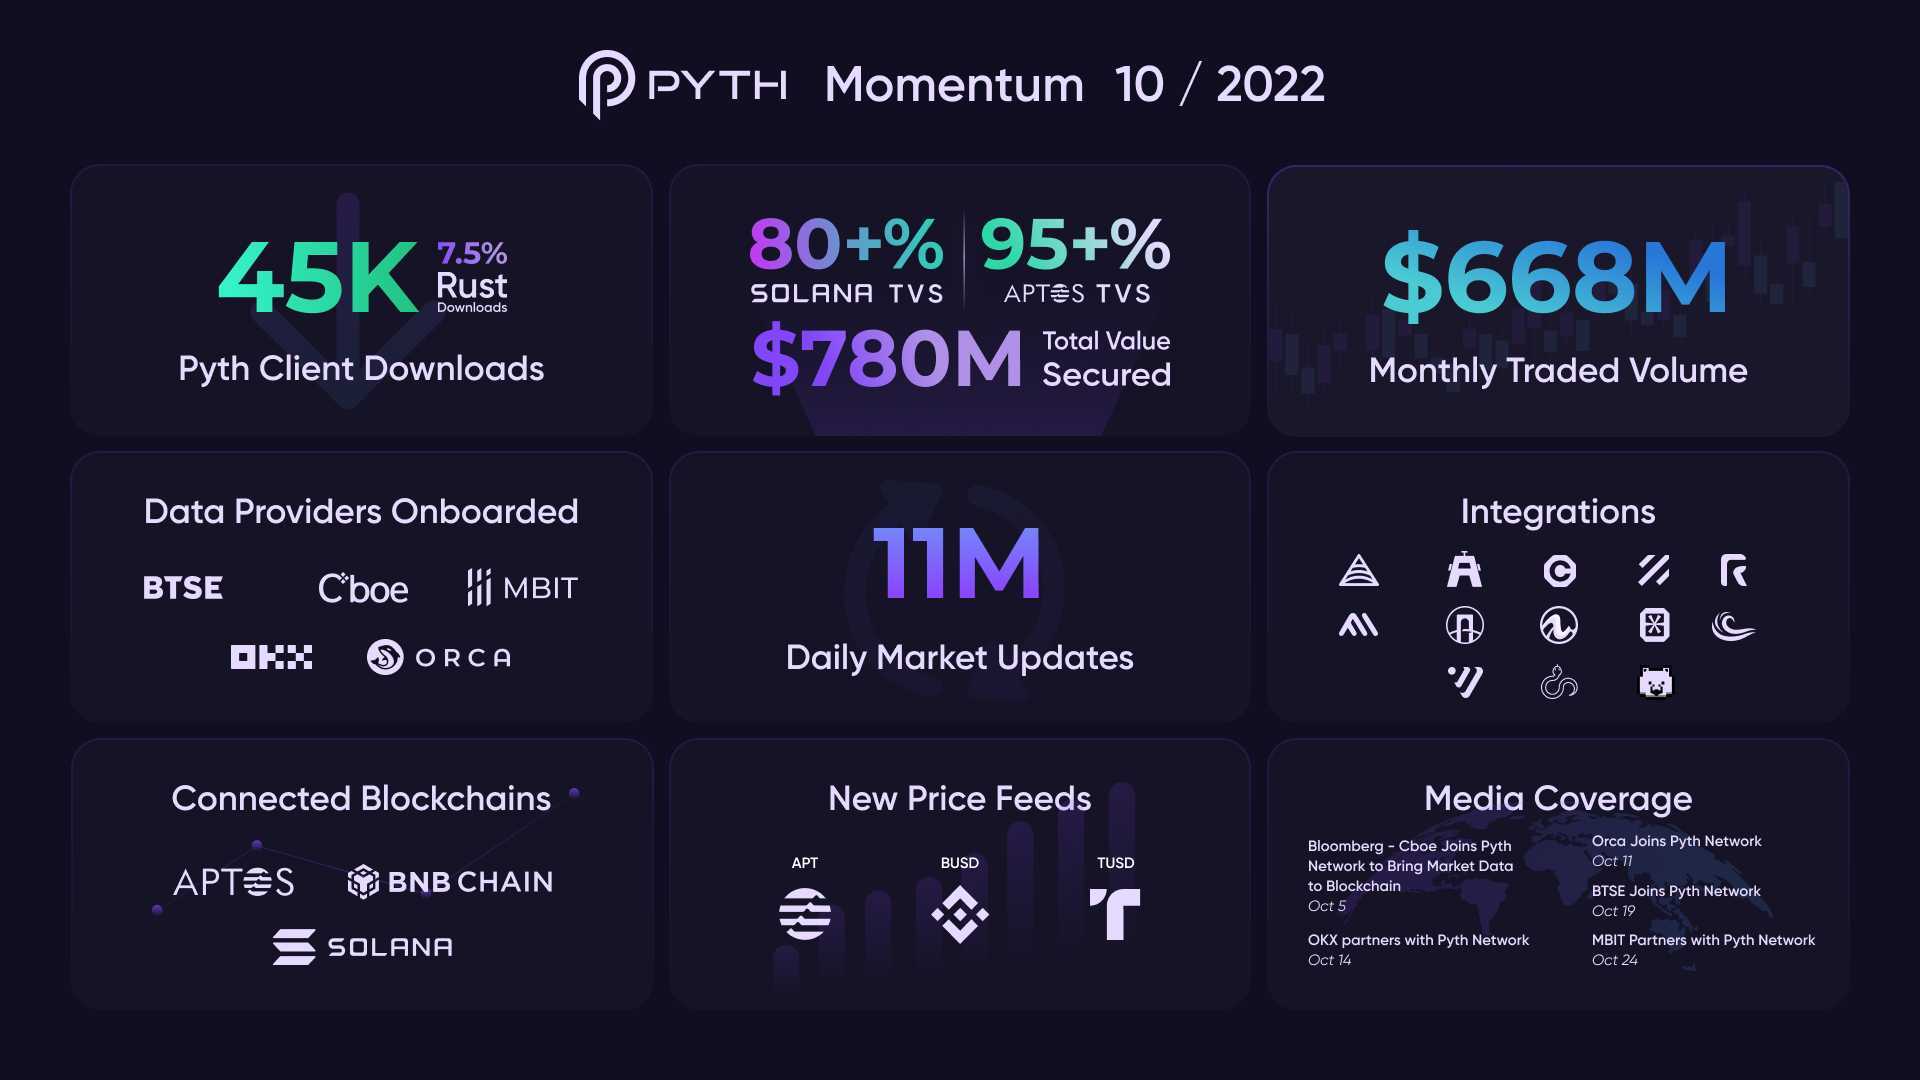 PYTH Momentum 10 / 2022
45K
7.5%
Rust
Downloads
Pyth Client Downloads
80+%
SOLANA TVS
95+%
APTOS TVS
$780M
Total Value
Secured
$668M
Monthly Traded Volume
Data Providers Onboarded
BTSE
Cboe
MBIT
OKX
ORCA
11M
Daily Market Updates
Integrations
Connected Blockchains
APTOS
BNB CHAIN
SOLANA
New Price Feeds
APT
BUSD
TUSD
Media Coverage
Bloomberg - Cboe Joins Pyth
Network to Bring Market Data
to Blockchain
Oct 5
OKX partners with Pyth Network
Oct 14
Orca Joins Pyth Network
Oct 11
BTSE Joins Pyth Network
Oct 19
MBIT Partners with Pyth Network
Oct 24